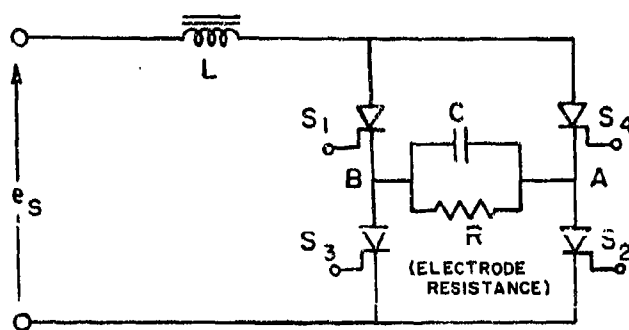 L
S1
C
S4
B
A
es
R̄
S3
S2
(ELECTRODE
RESISTANCE)